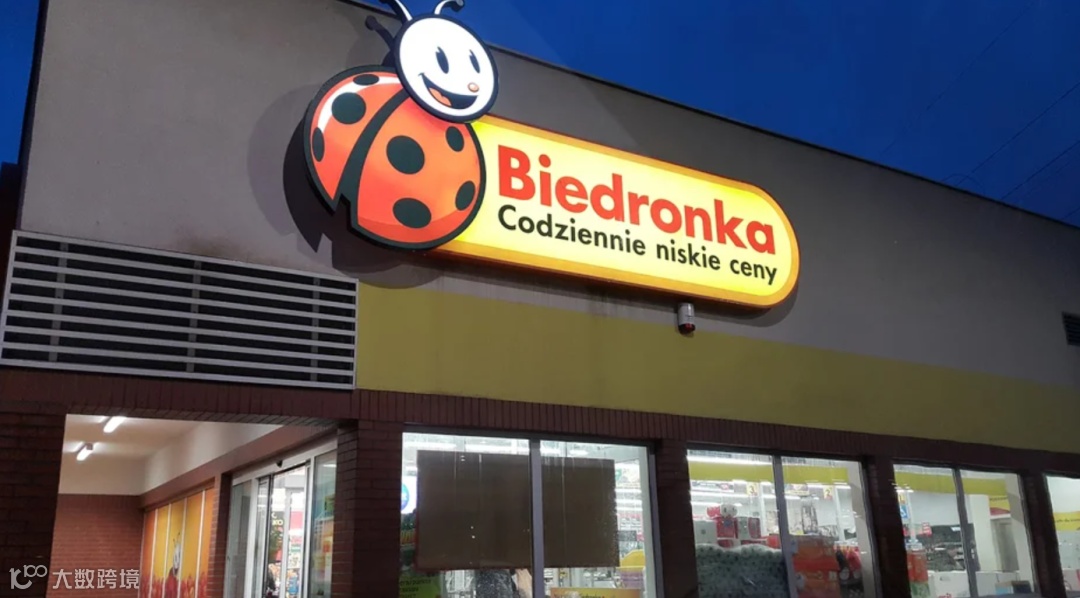 Biedronka
Codziennie niskie ceny
大数跨境